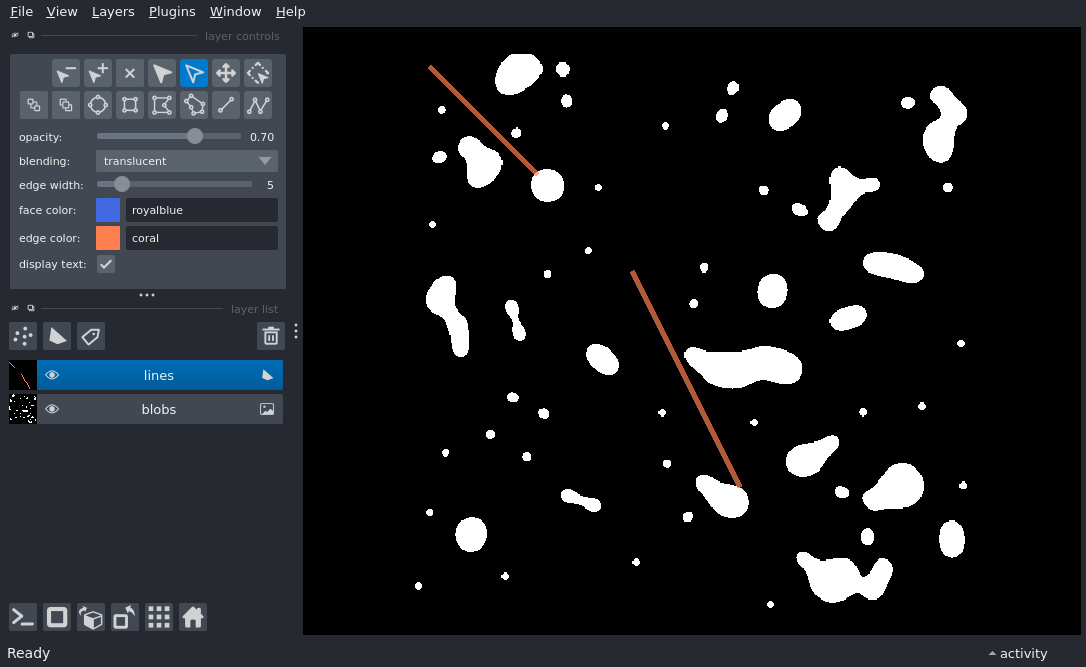 File View Layers Plugins Window Help
layer controls
opacity: 0.70
blending: translucent
edge width: 5
face color: royalblue
edge color: coral
display text:
layer list
lines
blobs
Ready
activity